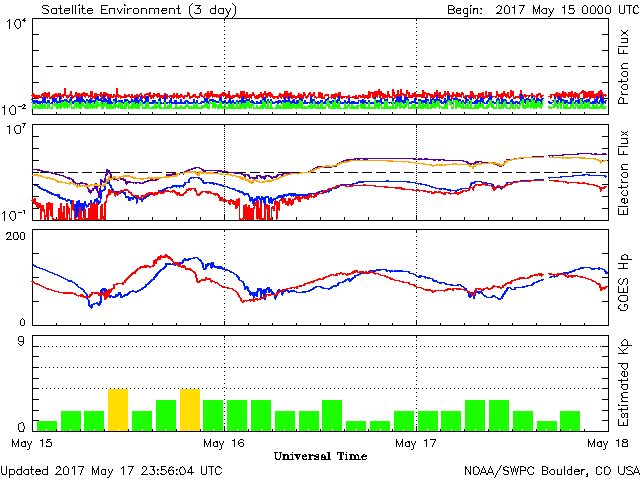 Satellite Environment (3 day) Begin: 2017 May 15 0000 UTC
10⁴
10⁻²
Proton Flux
10⁷
10⁻¹
Electron Flux
200
0
GOES Hp
9
0
Estimated Kp
May 15 May 16 May 17 May 18
Universal Time
Updated 2017 May 17 23:56:04 UTC NOAA/SWPC Boulder, CO USA